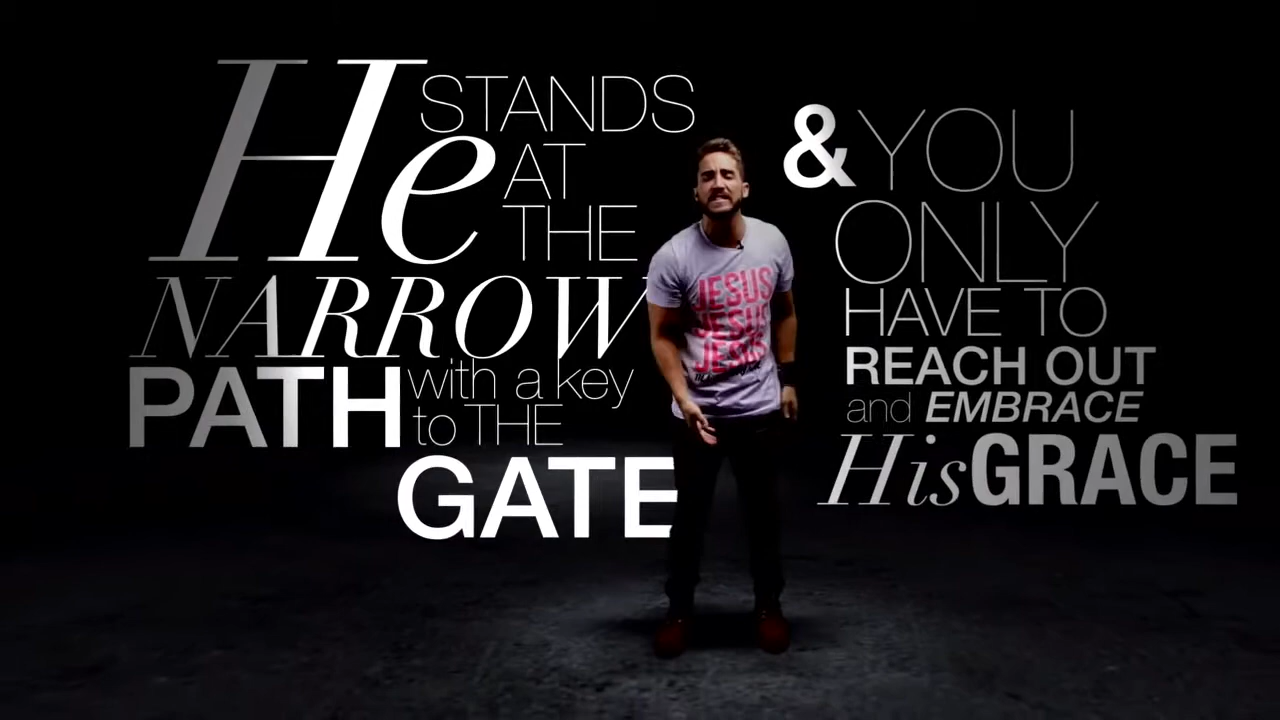 He STANDS
AT
THE
NARROW
PATH with a key
to THE
GATE
& YOU
ONLY
HAVE TO
REACH OUT
and EMBRACE
His GRACE
JESUS
JESUS
JESUS